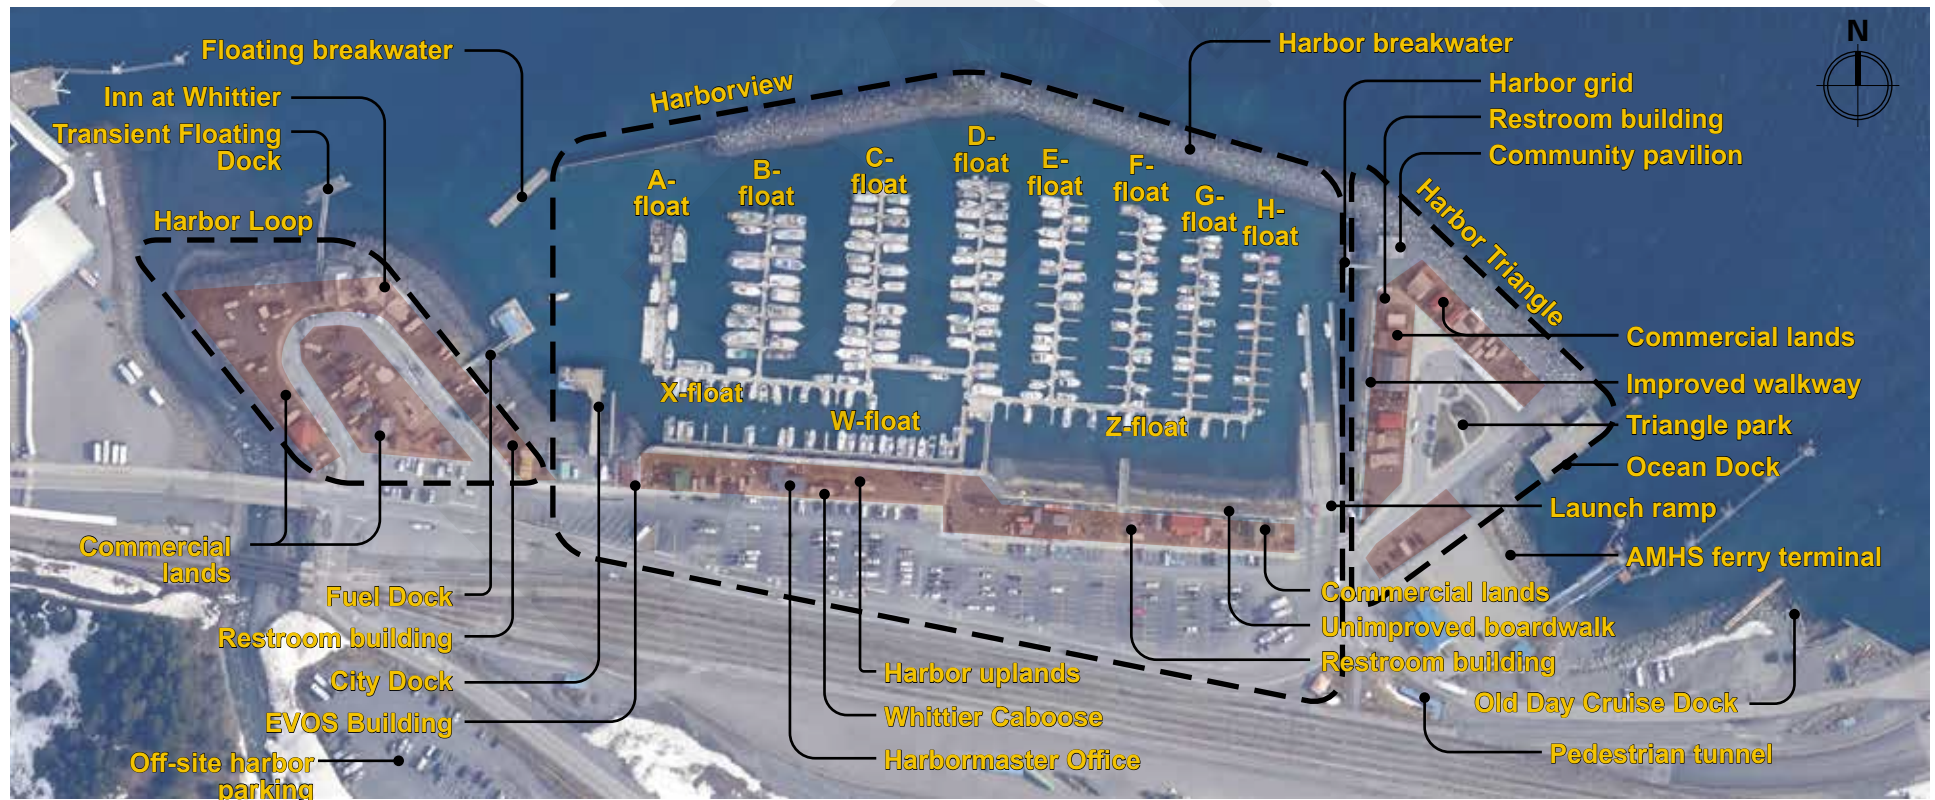 Floating breakwater
Inn at Whittier
Transient Floating
Dock
Harbor Loop
Harborview
Harbor breakwater
N
Harbor grid
Restroom building
Community pavilion
Harbor Triangle
A-
float
B-
float
C-
float
D-
float
E-
float
F-
float
G-
float
H-
float
X-float
W-float
Z-float
Commercial lands
Improved walkway
Triangle park
Ocean Dock
Launch ramp
AMHS ferry terminal
Commercial lands
Unimproved boardwalk
Restroom building
Old Day Cruise Dock
Pedestrian tunnel
Commercial
lands
Fuel Dock
Restroom building
City Dock
EVOS Building
Off-site harbor
parking
Harbor uplands
Whittier Caboose
Harbormaster Office